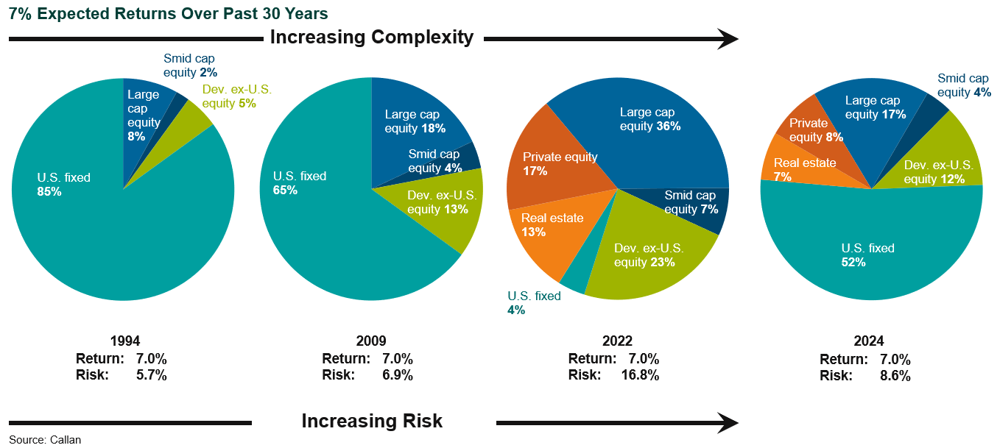 7% Expected Returns Over Past 30 Years
Increasing Complexity
Smid cap
equity 2%
Large
cap
equity
8%
Dev. ex-U.S.
equity 5%
U.S. fixed
85%
Large cap
equity 18%
Smid cap
equity 4%
Dev. ex-U.S.
equity 13%
U.S. fixed
65%
Large cap
equity 36%
Private equity
17%
Smid cap
equity 7%
Real estate
13%
Dev. ex-U.S.
equity 23%
U.S. fixed
4%
Smid cap
equity 4%
Large cap
equity 17%
Private
equity 8%
Real estate
7%
Dev. ex-U.S.
equity 12%
U.S. fixed
52%
1994
Return: 7.0%
Risk: 5.7%
2009
Return: 7.0%
Risk: 6.9%
2022
Return: 7.0%
Risk: 16.8%
2024
Return: 7.0%
Risk: 8.6%
Increasing Risk
Source: Callan